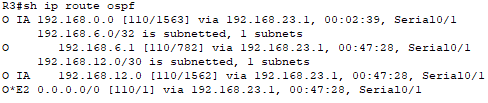 R3#sh ip route ospf
O IA 192.168.0.0 [110/1563] via 192.168.23.1, 00:02:39, Serial0/1
     192.168.6.0/32 is subnetted, 1 subnets
O       192.168.6.1 [110/782] via 192.168.23.1, 00:47:28, Serial0/1
     192.168.12.0/30 is subnetted, 1 subnets
O IA    192.168.12.0 [110/1562] via 192.168.23.1, 00:47:28, Serial0/1
O*E2 0.0.0.0/0 [110/1] via 192.168.23.1, 00:47:28, Serial0/1